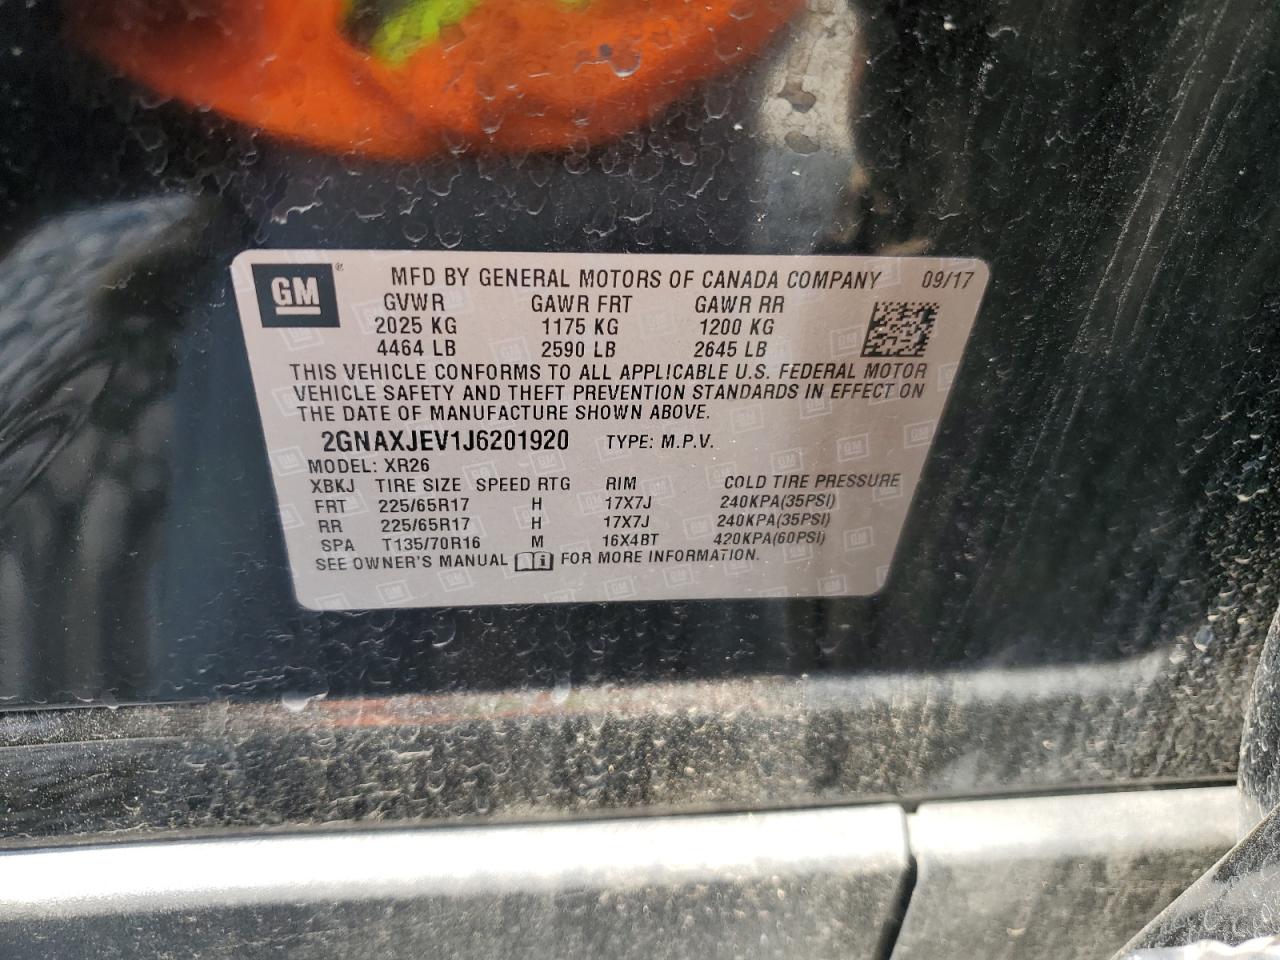 GM® MFD BY GENERAL MOTORS OF CANADA COMPANY 09/17
GVWR GAWR FRT GAWR RR
2025 KG 1175 KG 1200 KG
4464 LB 2590 LB 2645 LB
THIS VEHICLE CONFORMS TO ALL APPLICABLE U.S. FEDERAL MOTOR
VEHICLE SAFETY AND THEFT PREVENTION STANDARDS IN EFFECT ON
THE DATE OF MANUFACTURE SHOWN ABOVE.
2GNAXJEV1J6201920 TYPE: M.P.V.
MODEL: XR26
XBKJ TIRE SIZE SPEED RTG RIM COLD TIRE PRESSURE
FRT 225/65R17 H 17X7J 240KPA(35PSI)
RR 225/65R17 H 17X7J 240KPA(35PSI)
SPA T135/70R16 M 16X4BT 420KPA(60PSI)
SEE OWNER'S MANUAL i FOR MORE INFORMATION.